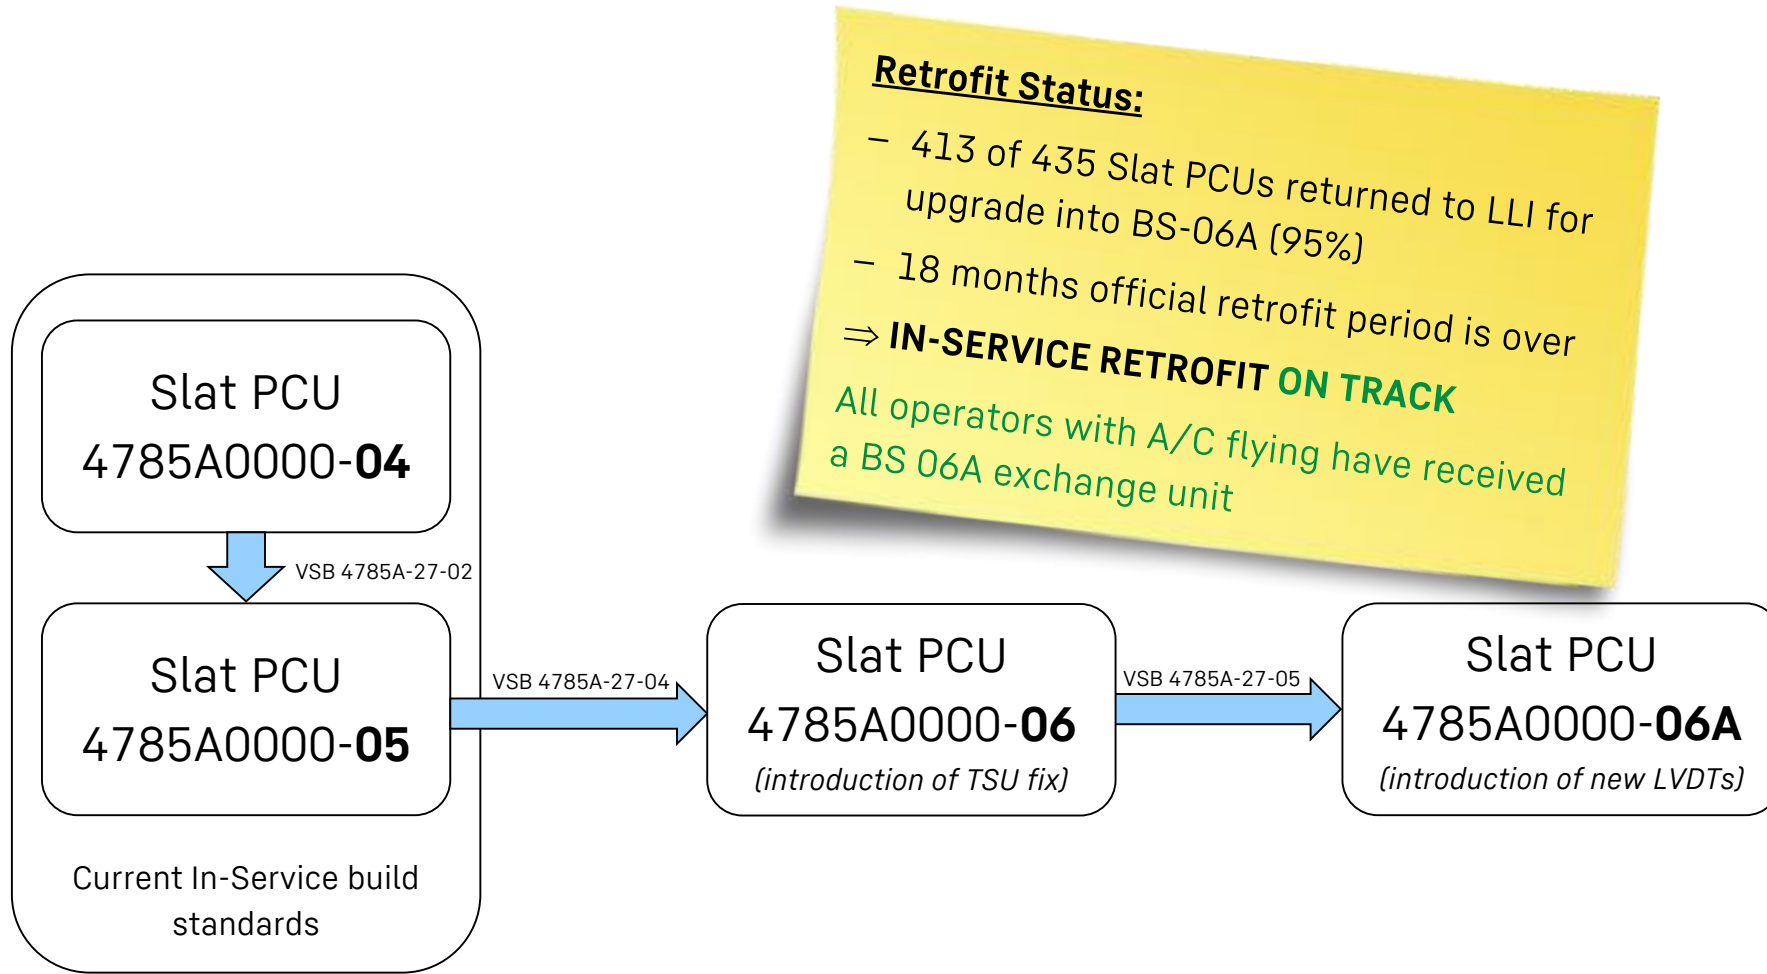 Retrofit Status:
– 413 of 435 Slat PCUs returned to LLI for
upgrade into BS-06A (95%)
– 18 months official retrofit period is over
⇒ IN-SERVICE RETROFIT ON TRACK
All operators with A/C flying have received
a BS 06A exchange unit
Slat PCU
4785A0000-04
VSB 4785A-27-02
Slat PCU
4785A0000-05
Current In-Service build
standards
VSB 4785A-27-04
Slat PCU
4785A0000-06
(introduction of TSU fix)
VSB 4785A-27-05
Slat PCU
4785A0000-06A
(introduction of new LVDTs)